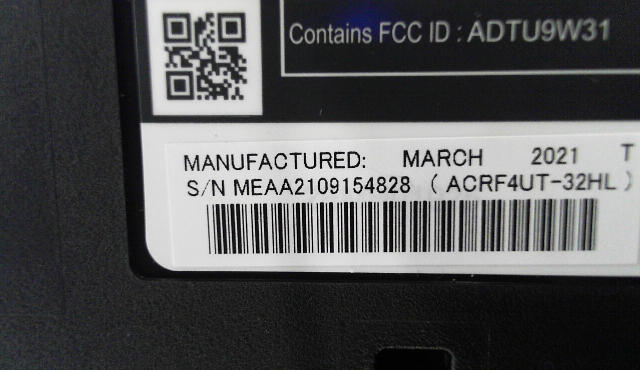 Contains FCC ID : ADTU9W31
MANUFACTURED: MARCH 2021 T
S/N MEAA2109154828 ( ACRF4UT-32HL )